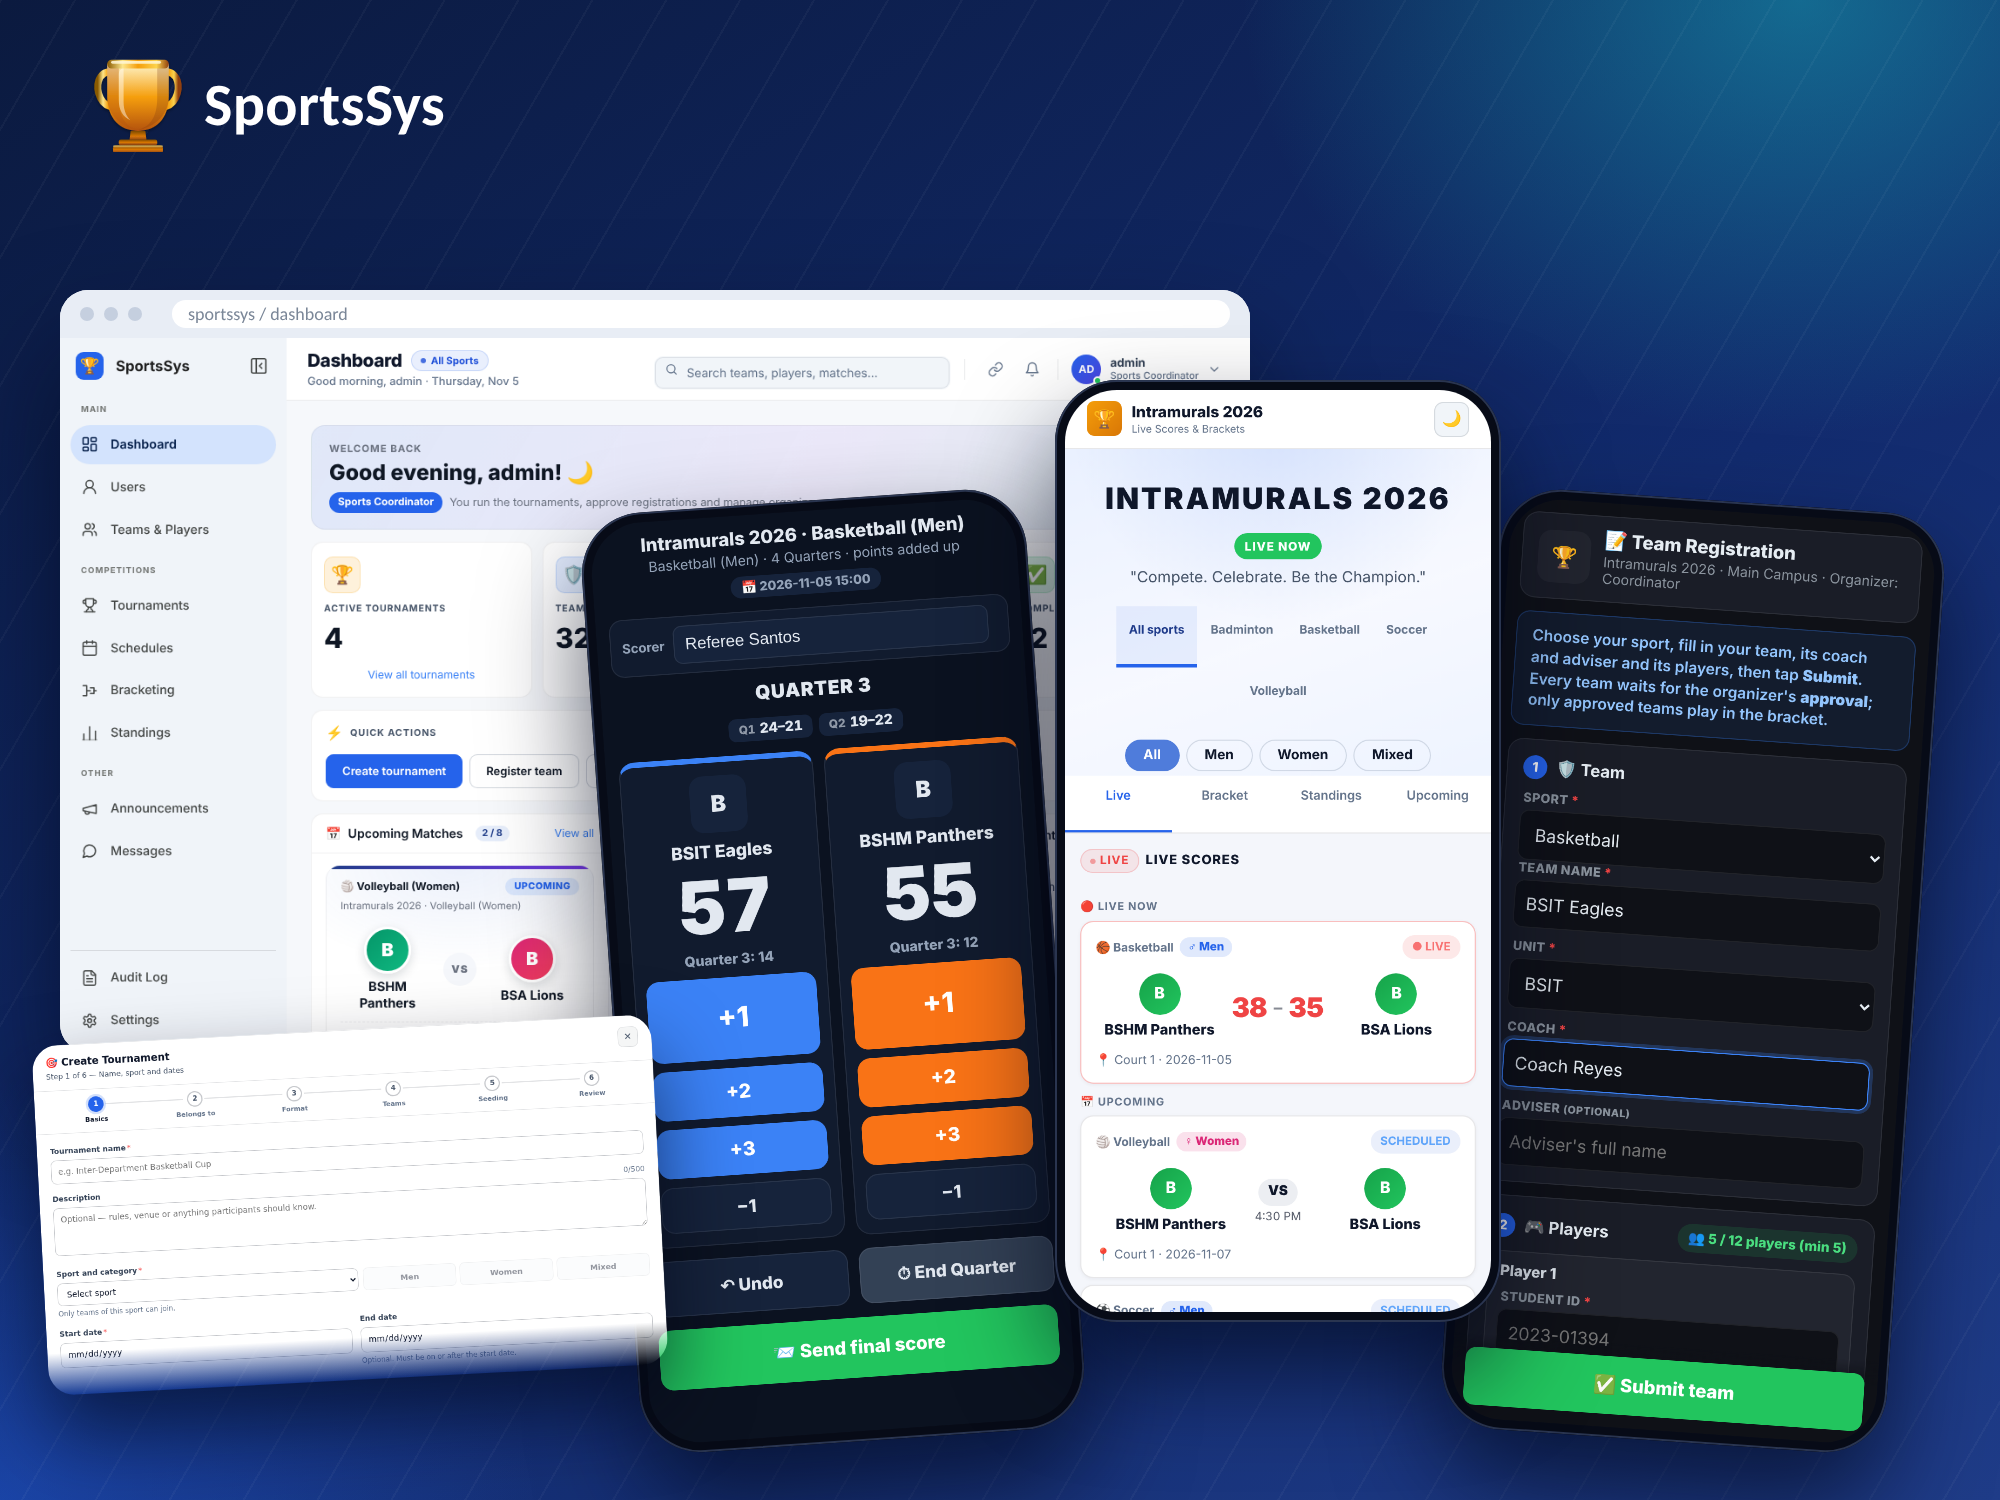 SportsSys
sportssys / dashboard
SportsSys
MAIN
Dashboard
Users
Teams & Players
COMPETITIONS
Tournaments
Schedules
Bracketing
Standings
OTHER
Announcements
Messages
Audit Log
Settings
Dashboard
All Sports
Good morning, admin · Thursday, Nov 5
Search teams, players, matches...
AD
admin
Sports Coordinator
WELCOME BACK
Good evening, admin! 🌙
Sports Coordinator
You run the tournaments, approve registrations and manage
ACTIVE TOURNAMENTS
4
View all tournaments
TEAM
32
2
⚡ QUICK ACTIONS
Create tournament
Register team
📅 Upcoming Matches
2 / 8
View all
🏐 Volleyball (Women)
UPCOMING
Intramurals 2026 · Volleyball (Women)
B
VS
B
BSHM
Panthers
BSA Lions
🎯 Create Tournament
×
Step 1 of 6 — Name, sport and dates
1
2
3
4
5
6
Basics
Belongs to
Format
Teams
Seeding
Review
Tournament name *
e.g. Inter-Department Basketball Cup
0/500
Description
Optional — rules, venue or anything participants should know.
Sport and category *
Select sport
Men
Women
Mixed
Only teams of this sport can join.
Start date *
mm/dd/yyyy
End date
mm/dd/yyyy
Optional. Must be on or after the start date.
Intramurals 2026 · Basketball (Men)
Basketball (Men) · 4 Quarters · points added up
📅 2026-11-05 15:00
Scorer
Referee Santos
QUARTER 3
Q1 24–21
Q2 19–22
B
BSIT Eagles
57
Quarter 3: 14
+1
+2
+3
−1
B
BSHM Panthers
55
Quarter 3: 12
+1
+2
+3
−1
↶ Undo
⏱ End Quarter
📨 Send final score
Intramurals 2026
Live Scores & Brackets
INTRAMURALS 2026
LIVE NOW
"Compete. Celebrate. Be the Champion."
All sports
Badminton
Basketball
Soccer
Volleyball
All
Men
Women
Mixed
Live
Bracket
Standings
Upcoming
LIVE
LIVE SCORES
🔴 LIVE NOW
🏀 Basketball
♂ Men
LIVE
B
38 - 35
B
BSHM Panthers
BSA Lions
📍 Court 1 · 2026-11-05
📅 UPCOMING
🏐 Volleyball
♀ Women
SCHEDULED
B
VS
B
4:30 PM
BSHM Panthers
BSA Lions
📍 Court 1 · 2026-11-07
⚽ Soccer
♂ Men
SCHEDULED
📝 Team Registration
Intramurals 2026 · Main Campus · Organizer:
Coordinator
Choose your sport, fill in your team, its coach
and adviser and its players, then tap Submit.
Every team waits for the organizer's approval;
only approved teams play in the bracket.
1 🛡️ Team
SPORT *
Basketball
TEAM NAME *
BSIT Eagles
UNIT *
BSIT
COACH *
Coach Reyes
ADVISER (OPTIONAL)
Adviser's full name
2 🎮 Players
👥 5 / 12 players (min 5)
Player 1
STUDENT ID *
2023-01394
✅ Submit team